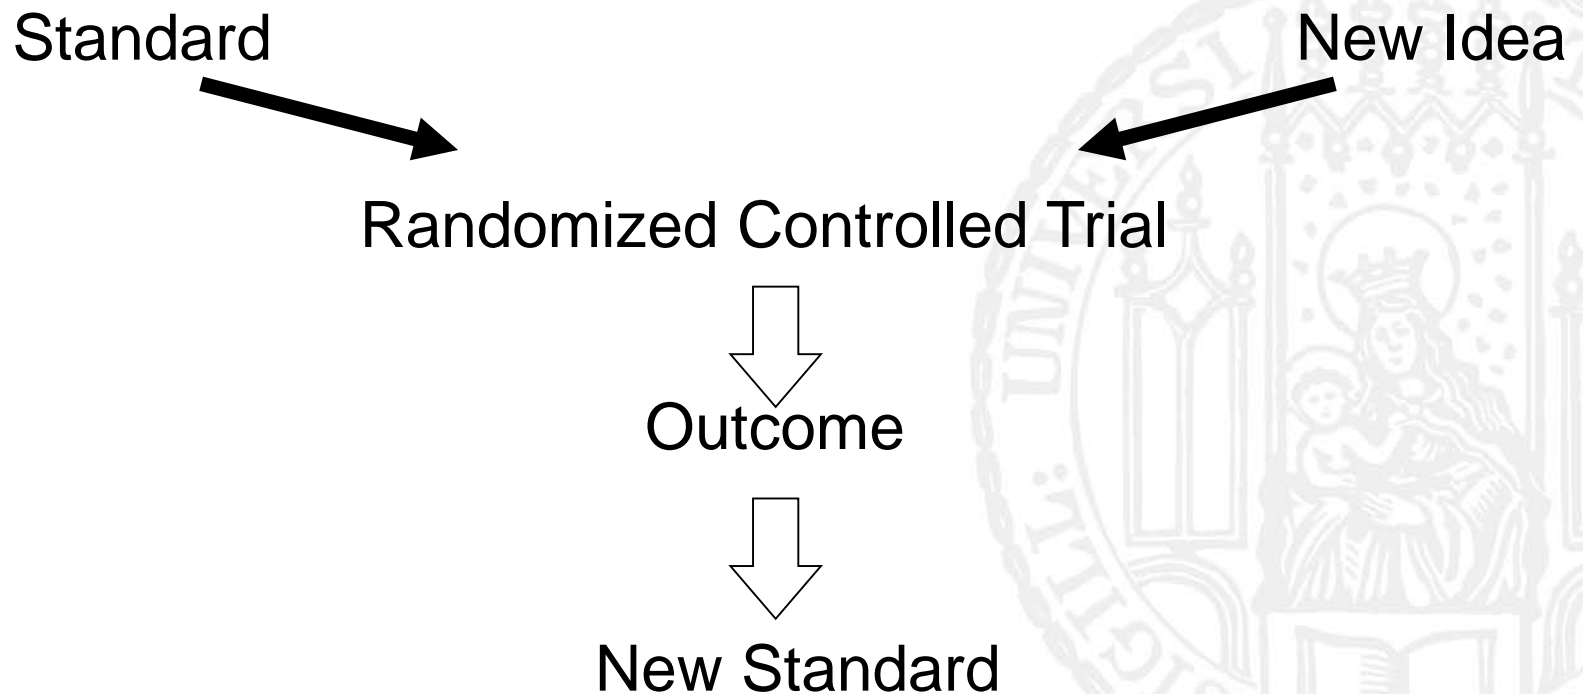 Standard
New Idea
Randomized Controlled Trial
Outcome
New Standard